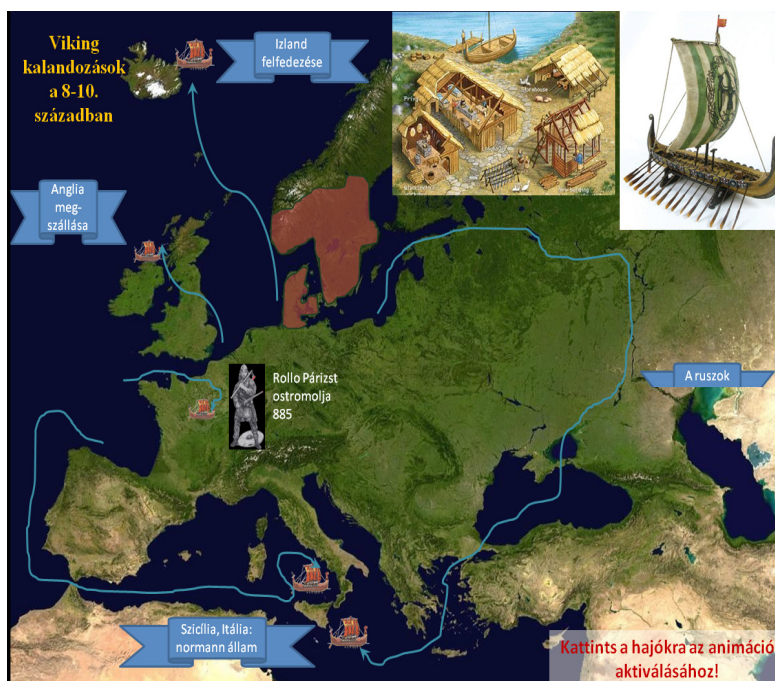 Viking
kalandozások
a 8-10.
században
Izland
felfedezése
Anglia
meg-
szállása
Rollo Párizst
ostromolja
885
A ruszok
Szicília, Itália:
normann állam
Kattints a hajókra az animáció
aktiválásához!